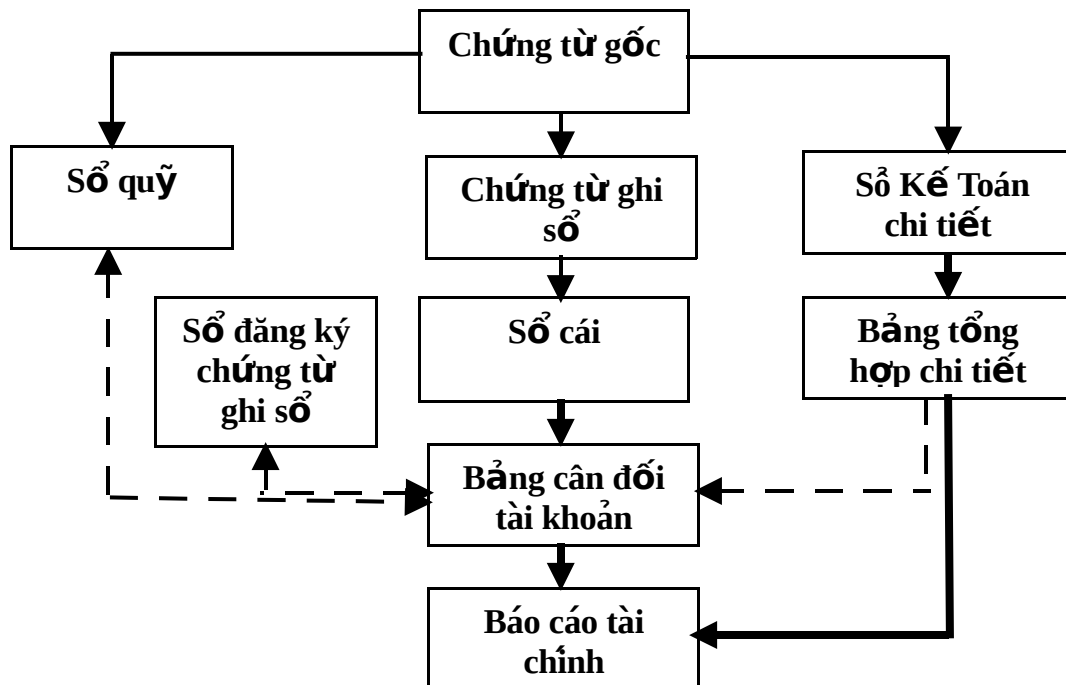 Chứng từ gốc
Sổ quỹ
Chứng từ ghi
sổ
Sổ Kế Toán
chi tiết
Sổ đăng ký
chứng từ
ghi sổ
Sổ cái
Bảng tổng
hợp chi tiết
Bảng cân đối
tài khoản
Báo cáo tài
chính